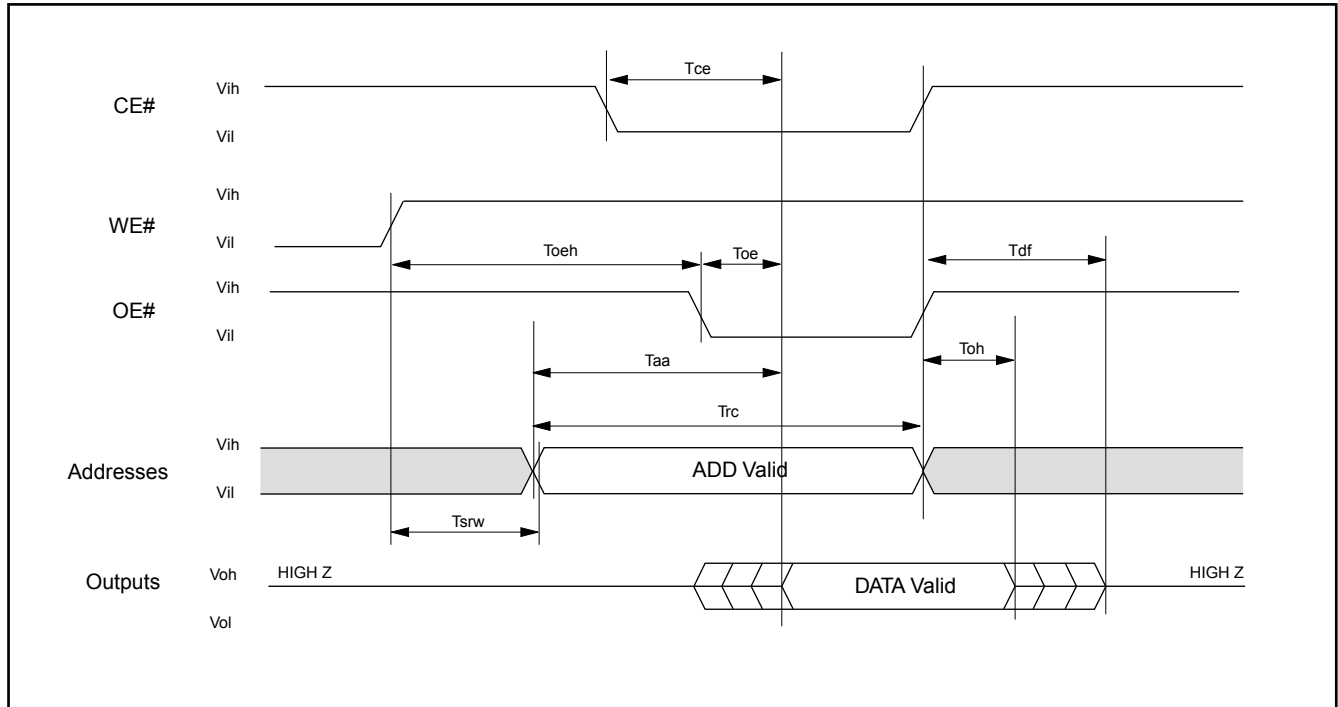 Tce
CE#
Vih
Vil
WE#
Vih
Vil
Toeh
Toe
Tdf
OE#
Vih
Vil
Toh
Taa
Trc
Addresses
Vih
Vil
ADD Valid
Tsrw
Outputs
Voh
HIGH Z
DATA Valid
HIGH Z
Vol